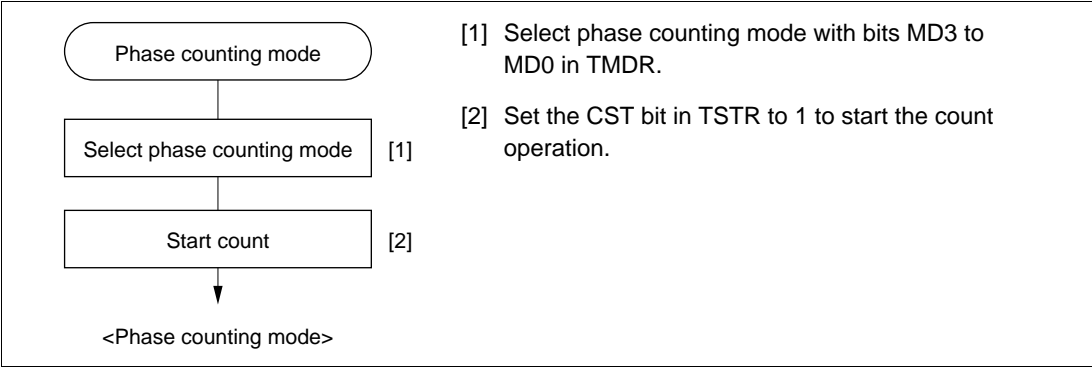 Phase counting mode
Select phase counting mode [1]
Start count [2]
<Phase counting mode>
[1] Select phase counting mode with bits MD3 to
MD0 in TMDR.
[2] Set the CST bit in TSTR to 1 to start the count
operation.